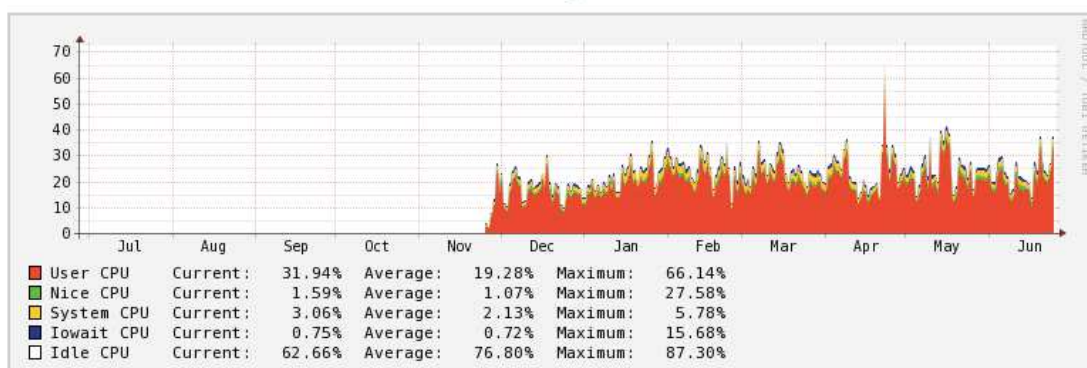 70
60
50
40
30
20
10
0
Jul Aug Sep Oct Nov Dec Jan Feb Mar Apr May Jun
User CPU Current: 31.94% Average: 19.28% Maximum: 66.14%
Nice CPU Current: 1.59% Average: 1.07% Maximum: 27.58%
System CPU Current: 3.06% Average: 2.13% Maximum: 5.78%
Iowait CPU Current: 0.75% Average: 0.72% Maximum: 15.68%
Idle CPU Current: 62.66% Average: 76.80% Maximum: 87.30%